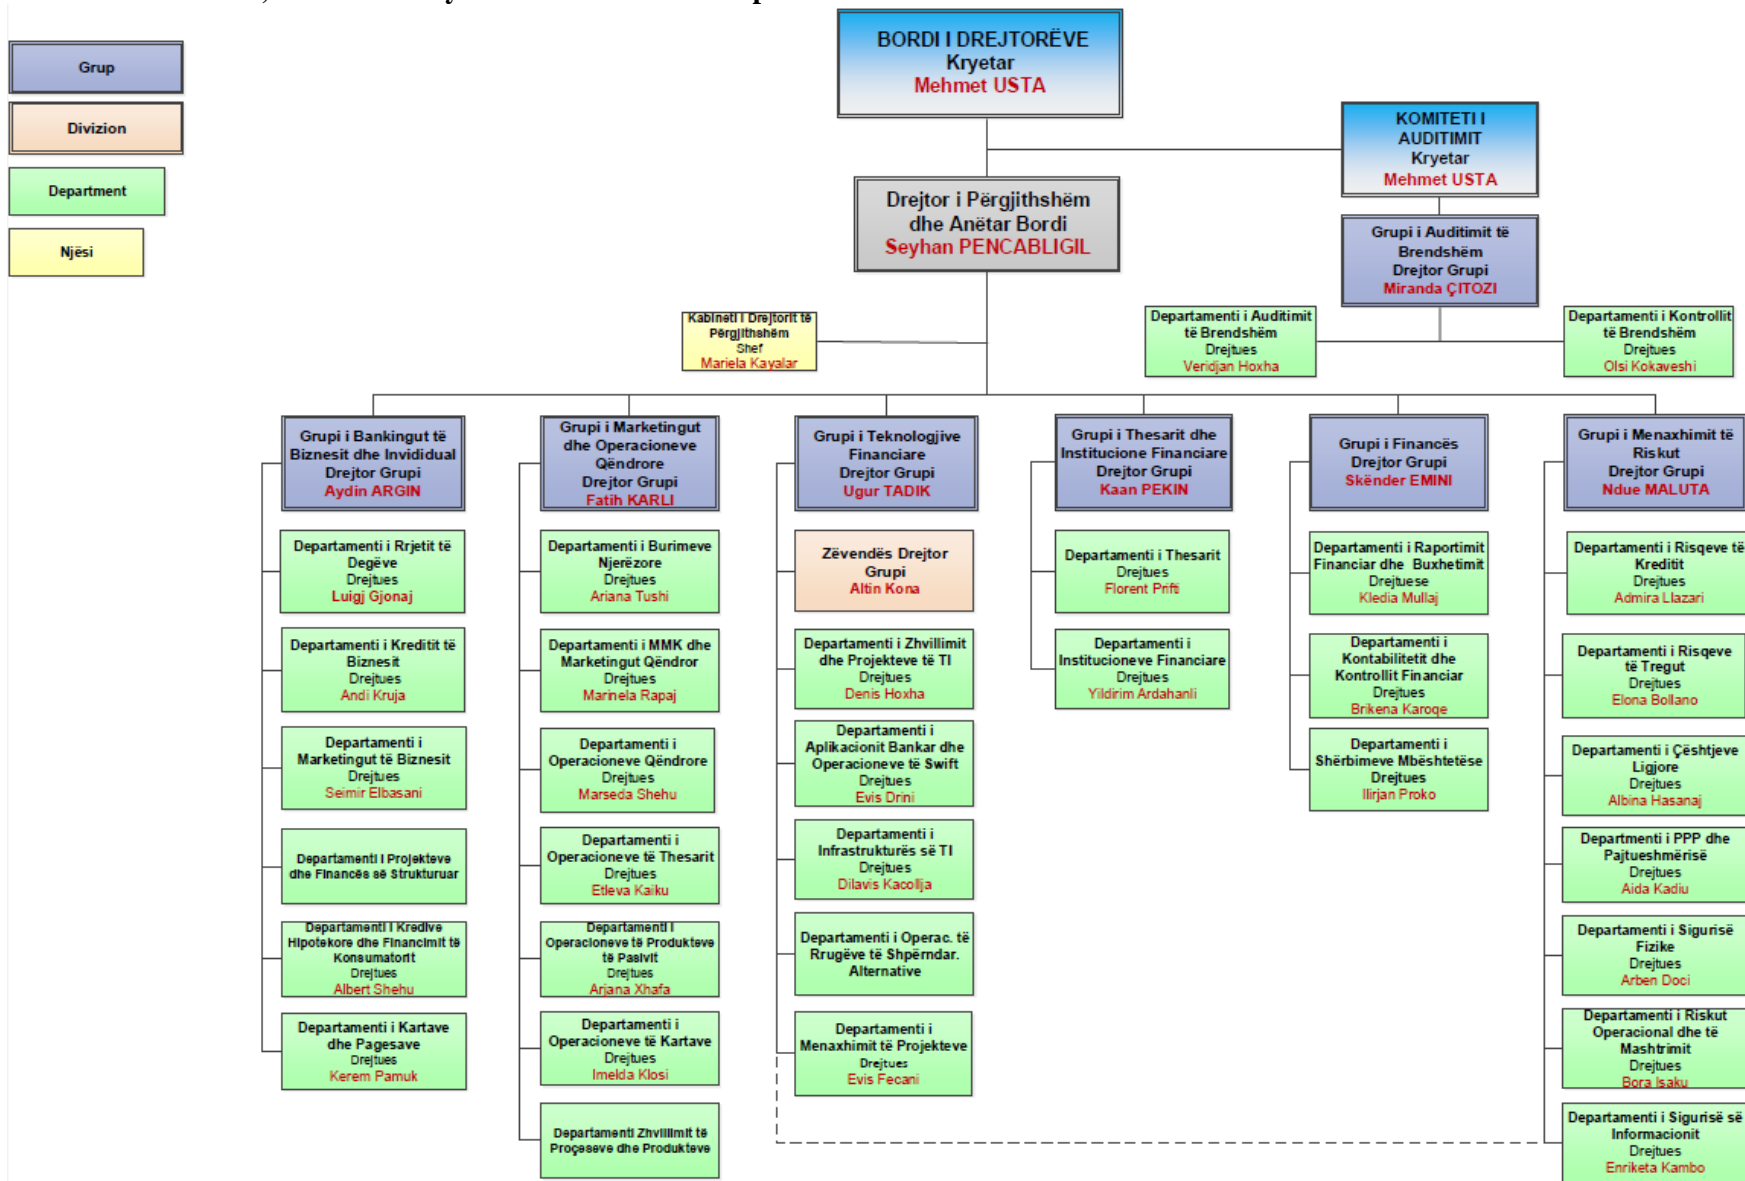 Grup
Divizion
Department
Njësi
BORDI I DREJTORËVE
Kryetar
Mehmet USTA
KOMITETI I
AUDITIMIT
Kryetar
Mehmet USTA
Drejtor i Përgjithshëm
dhe Anëtar Bordi
Seyhan PENCABLIGIL
Grupi i Auditimit të
Brendshëm
Drejtor Grupi
Miranda ÇITOZI
Kabineti i Drejtorit të
Përgjithshëm
Shef
Mariela Kayalar
Departamenti i Auditimit
të Brendshëm
Drejtues
Veridjan Hoxha
Departamenti i Kontrollit
të Brendshëm
Drejtues
Olsi Kokaveshi
Grupi i Bankingut të
Biznesit dhe Invididual
Drejtor Grupi
Aydin ARGIN
Departamenti i Rrjetit të
Degëve
Drejtues
Luigj Gjonaj
Departamenti i Kreditit të
Biznesit
Drejtues
Andi Kruja
Departamenti i
Marketingut të Biznesit
Drejtues
Seimir Elbasani
Departamenti i Projekteve
dhe Financës së Strukturuar
Departamenti i Kredive
Hipotekore dhe Financimit të
Konsumatorit
Drejtues
Albert Shehu
Departamenti i Kartave
dhe Pagesave
Drejtues
Kerem Pamuk
Grupi i Marketingut
dhe Operacioneve
Qëndrore
Drejtor Grupi
Fatih KARLI
Departamenti i Burimeve
Njerëzore
Drejtues
Ariana Tushi
Departamenti i MMK dhe
Marketingut Qëndror
Drejtues
Marinela Rapaj
Departamenti i
Operacioneve Qëndrore
Drejtues
Marseda Shehu
Departamenti i
Operacioneve të Thesarit
Drejtues
Etleva Kaiku
Departamenti i
Operacioneve të Produkteve
të Pasivit
Drejtues
Arjana Xhafa
Departamenti i
Operacioneve të Kartave
Drejtues
Imelda Klosi
Departamenti Zhvillimit të
Proçeseve dhe Produkteve
Grupi i Teknologjive
Financiare
Drejtor Grupi
Ugur TADIK
Zëvendës Drejtor
Grupi
Altin Kona
Departamenti i Zhvillimit
dhe Projekteve të TI
Drejtues
Denis Hoxha
Departamenti i
Aplikacionit Bankar dhe
Operacioneve të Swift
Drejtues
Evis Drini
Departamenti i
Infrastrukturës së TI
Drejtues
Dilavis Kacollja
Departamenti i Operac. të
Rrugëve të Shpërndar.
Alternative
Departamenti i
Menaxhimit të Projekteve
Drejtues
Evis Fecani
Grupi i Thesarit dhe
Institucione Financiare
Drejtor Grupi
Kaan PEKIN
Departamenti i Thesarit
Drejtues
Florent Prifti
Departamenti i
Institucioneve Financiare
Drejtues
Yildirim Ardahanli
Grupi i Financës
Drejtor Grupi
Skënder EMINI
Departamenti i Raportimit
Financiar dhe Buxhetimit
Drejtuese
Kledia Mullaj
Departamenti i
Kontabilitetit dhe
Kontrollit Financiar
Drejtues
Brikena Karoqe
Departamenti i
Shërbimeve Mbështetëse
Drejtues
Ilirjan Proko
Grupi i Menaxhimit të
Riskut
Drejtor Grupi
Ndue MALUTA
Departamenti i Risqeve të
Kreditit
Drejtues
Admira Llazari
Departamenti i Risqeve
të Tregut
Drejtues
Elona Bollano
Departamenti i Çështjeve
Ligjore
Drejtues
Albina Hasanaj
Departmenti i PPP dhe
Pajtueshmërisë
Drejtues
Aida Kadiu
Departamenti i Sigurisë
Fizike
Drejtues
Arben Doci
Departamenti i Riskut
Operacional dhe të
Mashtrimit
Drejtues
Bora Isaku
Departamenti i Sigurisë së
Informacionit
Drejtues
Enriketa Kambo